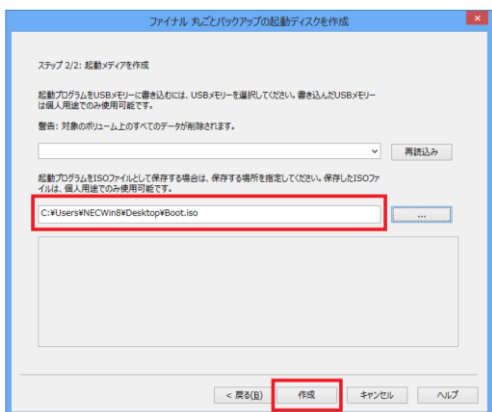 ファイナル 丸ごとバックアップの起動ディスクを作成
ステップ 2/2: 起動メディアを作成
起動プログラムをUSBメモリーに書き込むには、USBメモリーを選択してください。書き込んだUSBメモリー
は個人用途でのみ使用可能です。
警告: 対象のボリューム上のすべてのデータが削除されます。
再読込み
起動プログラムをISOファイルとして保存する場合は、保存する場所を指定してください。保存したISOファ
イルは、個人用途でのみ使用可能です。
C:¥Users¥NECWin8¥Desktop¥Boot.iso
...
< 戻る(B)
作成
キャンセル
ヘルプ